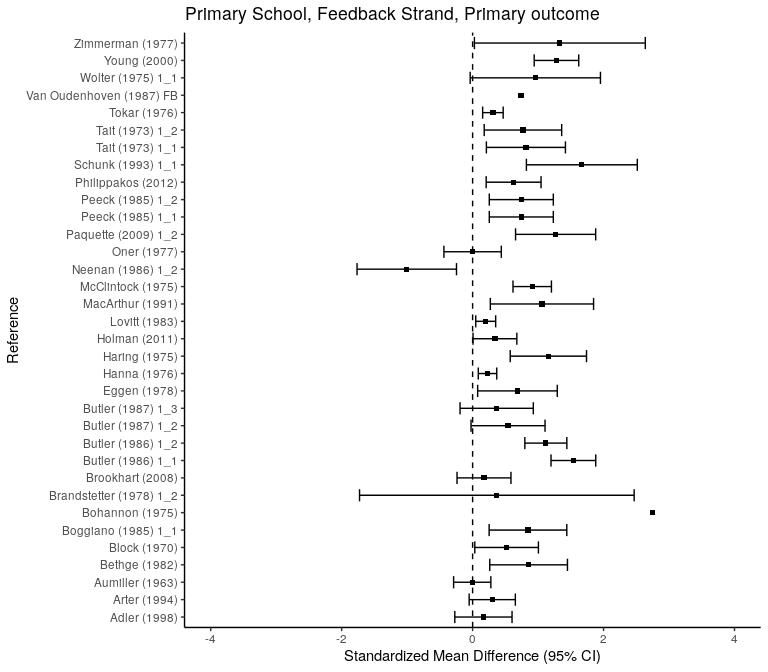 Primary School, Feedback Strand, Primary outcome
Zimmerman (1977)
Young (2000)
Wolter (1975) 1_1
Van Oudenhoven (1987) FB
Tokar (1976)
Tait (1973) 1_2
Tait (1973) 1_1
Schunk (1993) 1_1
Philippakos (2012)
Peeck (1985) 1_2
Peeck (1985) 1_1
Paquette (2009) 1_2
Oner (1977)
Neenan (1986) 1_2
McClintock (1975)
MacArthur (1991)
Lovitt (1983)
Holman (2011)
Haring (1975)
Hanna (1976)
Eggen (1978)
Butler (1987) 1_3
Butler (1987) 1_2
Butler (1986) 1_2
Butler (1986) 1_1
Brookhart (2008)
Brandstetter (1978) 1_2
Bohannon (1975)
Boggiano (1985) 1_1
Block (1970)
Bethge (1982)
Aumiller (1963)
Arter (1994)
Adler (1998)
Reference
-4 -2 0 2 4
Standardized Mean Difference (95% CI)